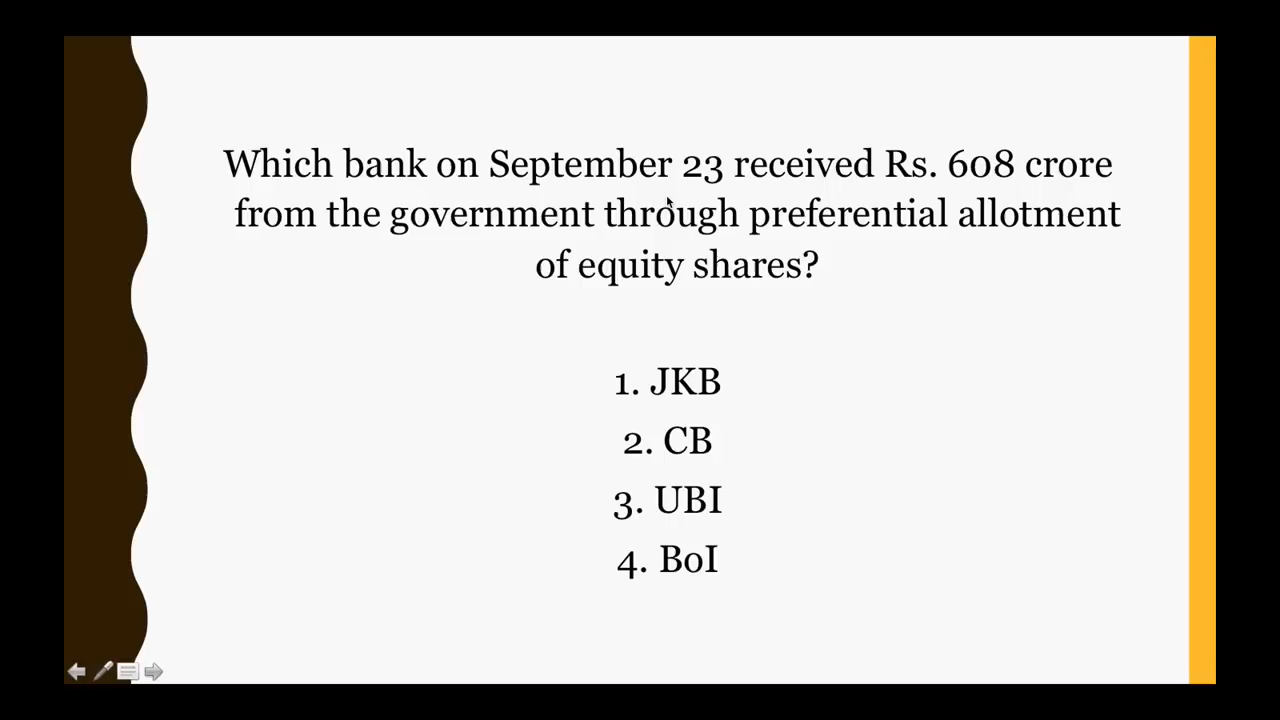 Which bank on September 23 received Rs. 608 crore
from the government through preferential allotment
of equity shares?
1. JKB
2. CB
3. UBI
4. BoI